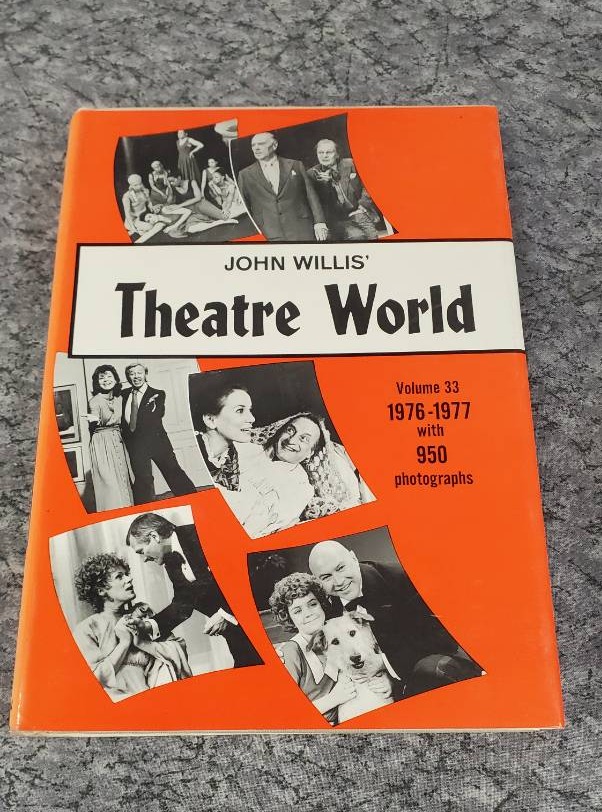 JOHN WILLIS'
Theatre World
Volume 33
1976-1977
with
950
photographs